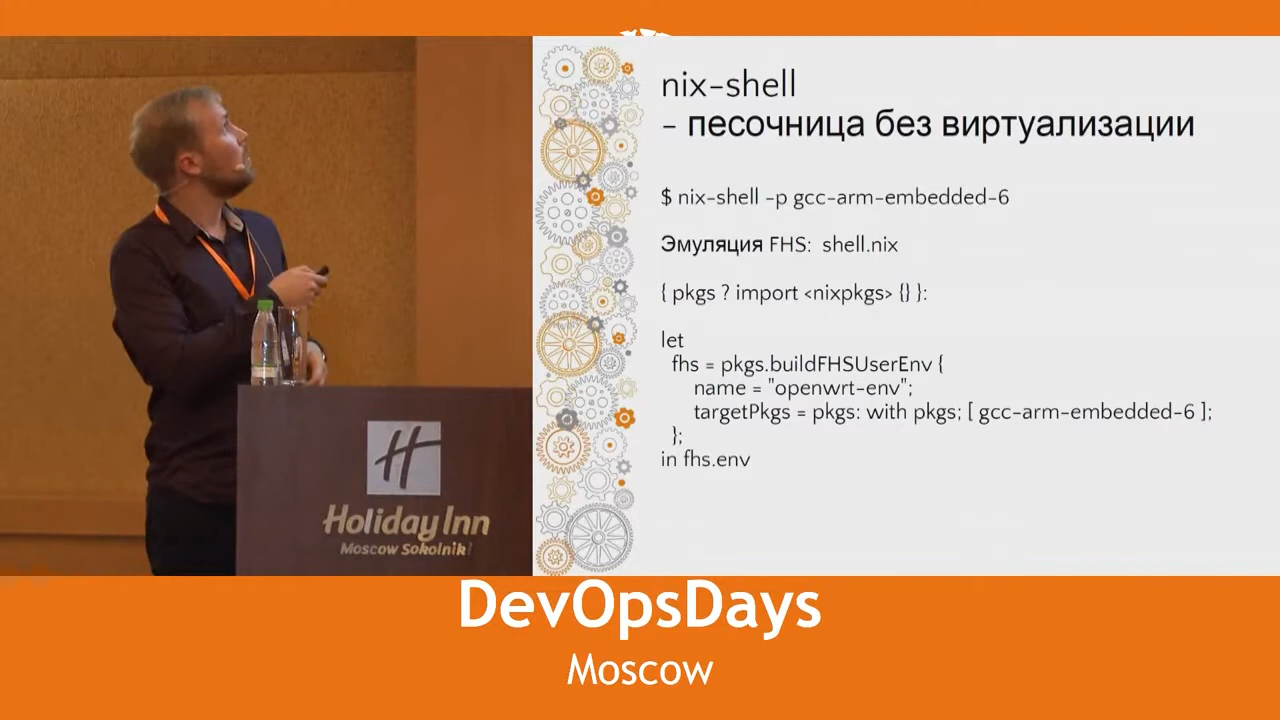 nix-shell
- песочница без виртуализации
$ nix-shell -p gcc-arm-embedded-6
Эмуляция FHS: shell.nix
{ pkgs ? import <nixpkgs> {} }:
let
fhs = pkgs.buildFHSUserEnv {
name = "openwrt-env";
targetPkgs = pkgs: with pkgs; [ gcc-arm-embedded-6 ];
};
in fhs.env
H
Holiday Inn
Moscow Sokolniki
DevOpsDays
Moscow